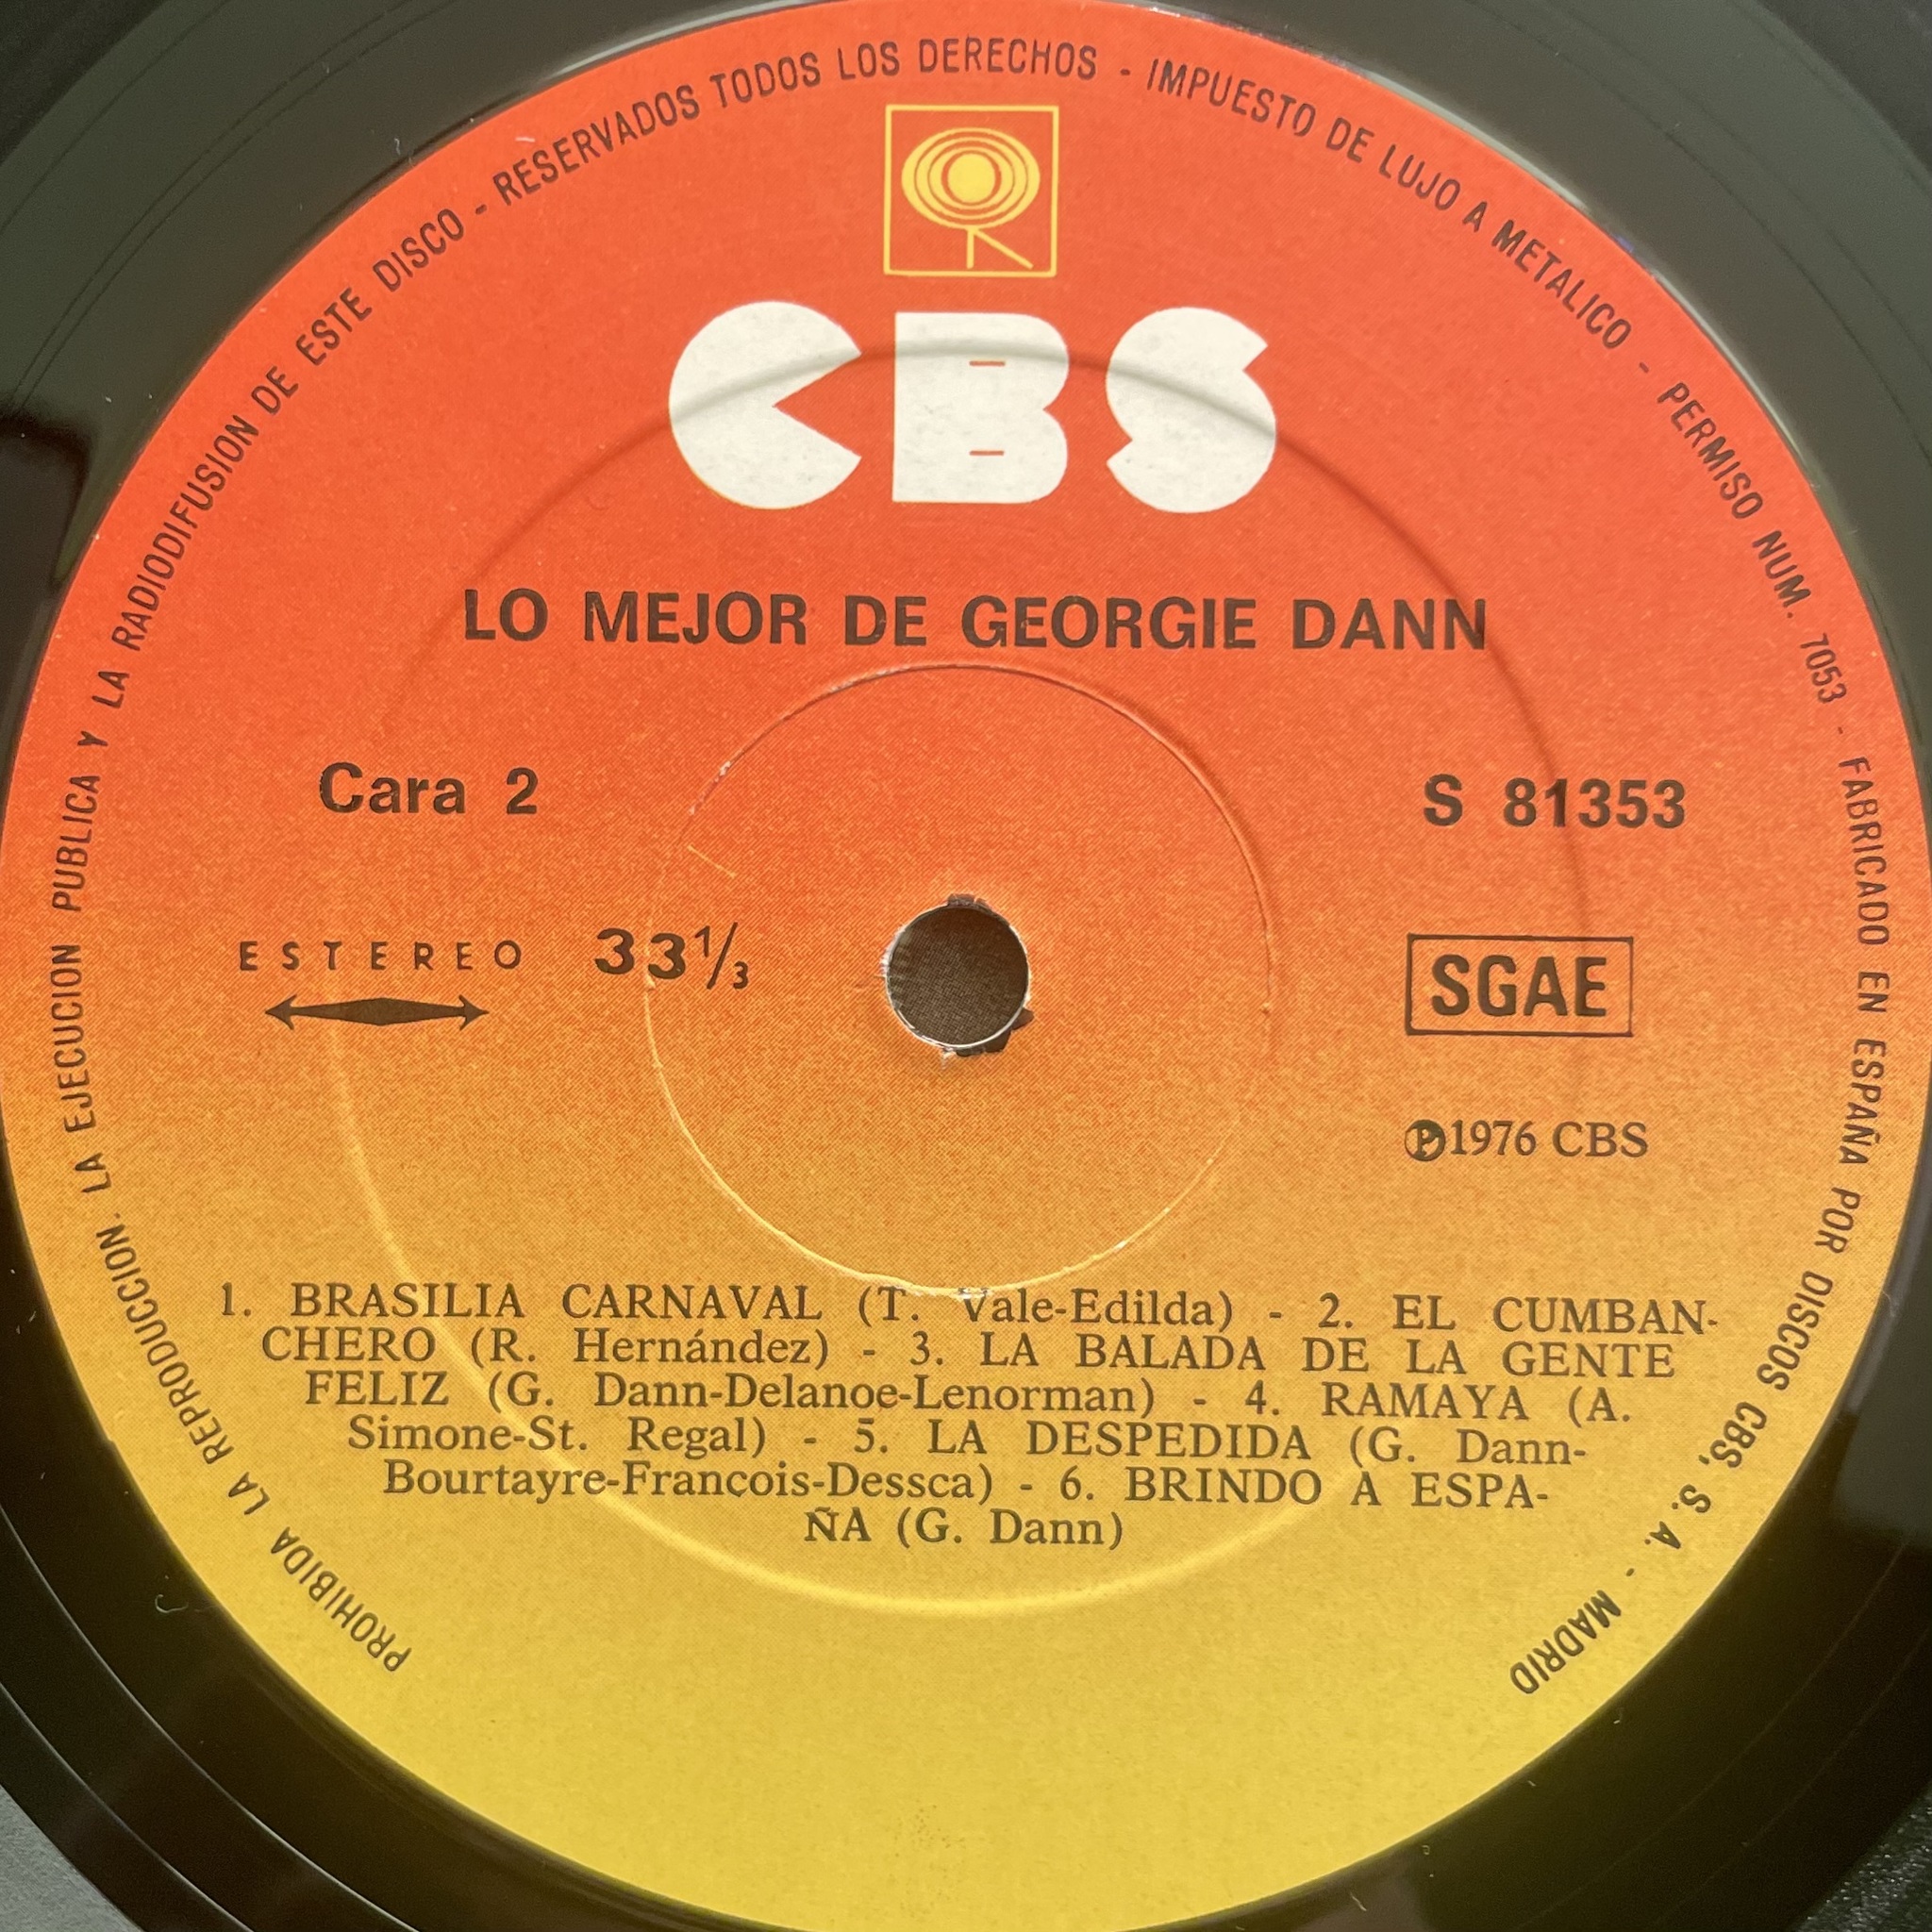 PROHIBIDA LA REPRODUCCION. LA EJECUCION PUBLICA Y LA RADIODIFUSION DE ESTE DISCO - RESERVADOS TODOS LOS DERECHOS - IMPUESTO DE LUJO A METALICO - PERMISO NUM. 7053 - FABRICADO EN ESPAÑA POR DISCOS CBS, S. A. - MADRID
CBS
LO MEJOR DE GEORGIE DANN
Cara 2
S 81353
ESTEREO 33 1/3
SGAE
Ⓟ1976 CBS
1. BRASILIA CARNAVAL (T. Vale-Edilda) - 2. EL CUMBAN-
CHERO (R. Hernández) - 3. LA BALADA DE LA GENTE
FELIZ (G. Dann-Delanoe-Lenorman) - 4. RAMAYA (A.
Simone-St. Regal) - 5. LA DESPEDIDA (G. Dann-
Bourtayre-François-Dessca) - 6. BRINDO A ESPA-
ÑA (G. Dann)